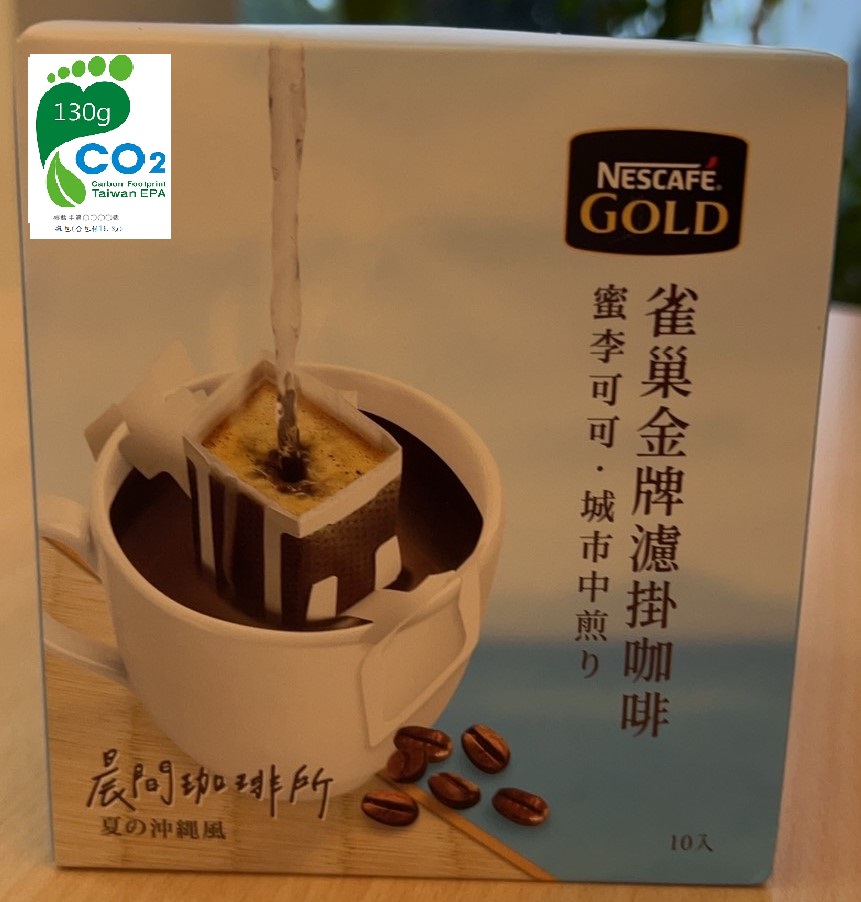 130g
CO2
Carbon Footprint
Taiwan EPA
NESCAFÉ®
GOLD
雀巢金牌濾掛咖啡
蜜李可可・城市中煎り
晨間珈琲所
夏の沖縄風
10入